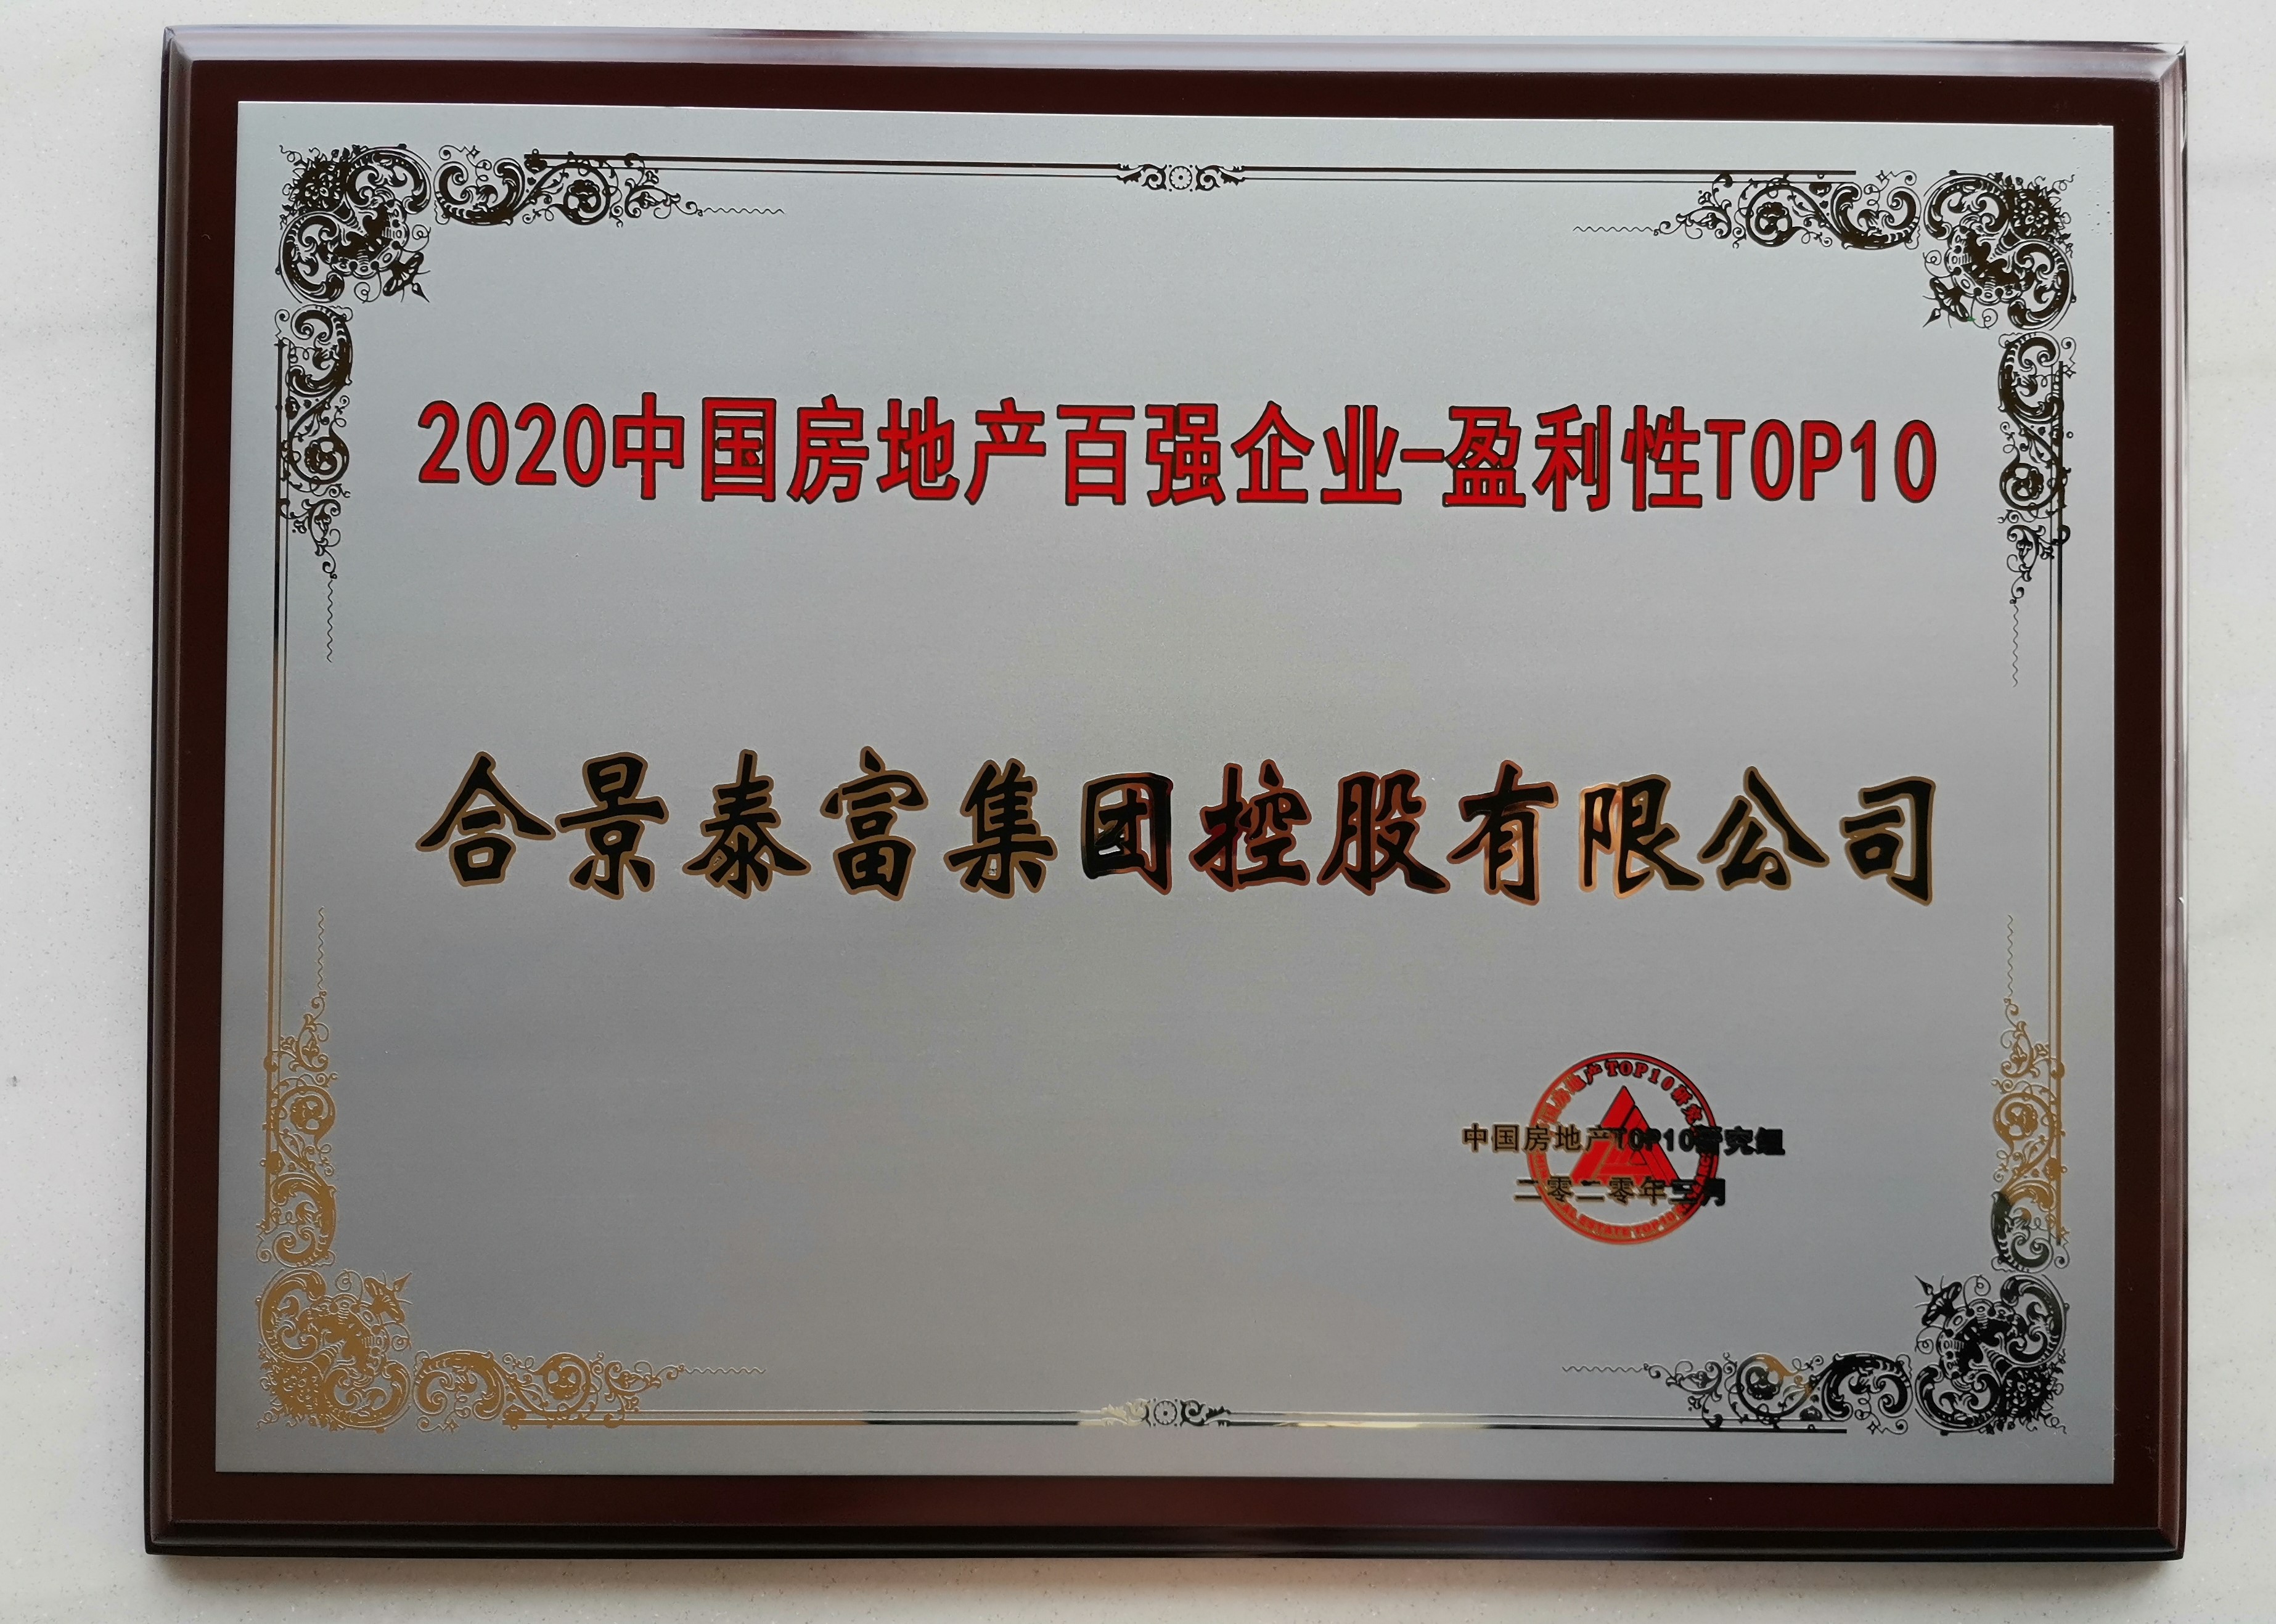 2020中国房地产百强企业-盈利性TOP10
合景泰富集团控股有限公司
中国房地产TOP10研究组
二零二零年三月